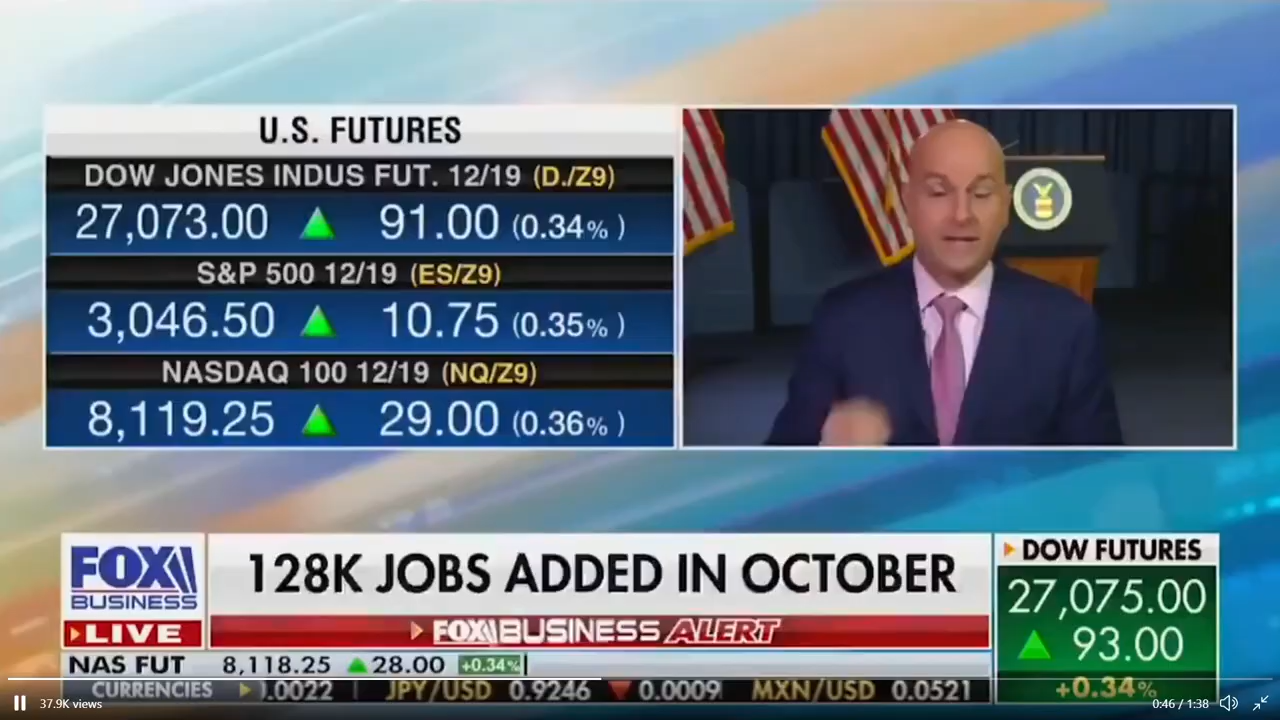 U.S. FUTURES
DOW JONES INDUS FUT. 12/19 (D./Z9)
27,073.00 91.00 (0.34%)
S&P 500 12/19 (ES/Z9)
3,046.50 10.75 (0.35%)
NASDAQ 100 12/19 (NQ/Z9)
8,119.25 29.00 (0.36%)
FOX
BUSINESS
LIVE
128K JOBS ADDED IN OCTOBER
FOX BUSINESS ALERT
DOW FUTURES
27,075.00
93.00
+0.34%
NAS FUT 8,118.25 28.00 +0.34%
CURRENCIES .0022 JPY/USD 0.9246 0.0009 MXN/USD 0.0521
37.9K views
0:46 / 1:38